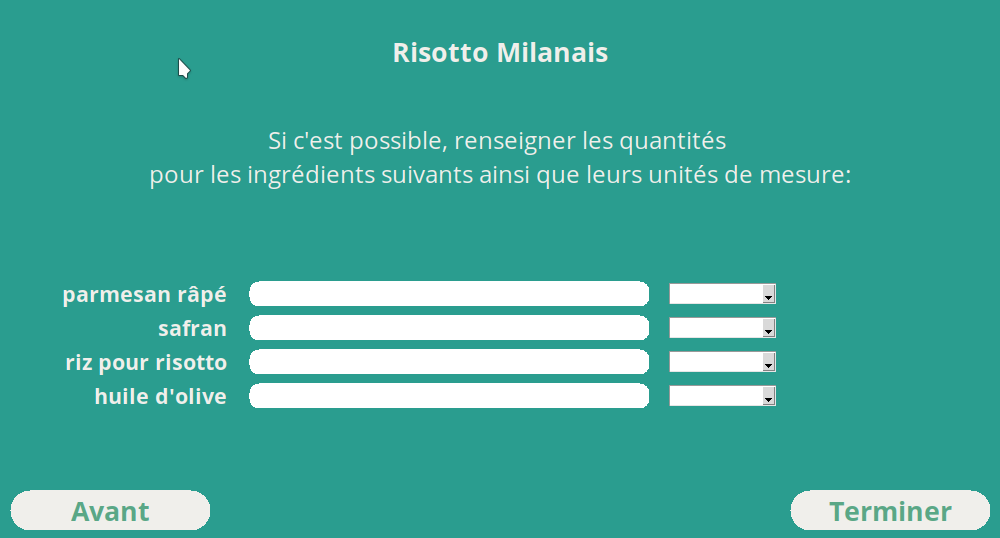 Risotto Milanais
Si c'est possible, renseigner les quantités
pour les ingrédients suivants ainsi que leurs unités de mesure:
parmesan râpé
safran
riz pour risotto
huile d'olive
Avant
Terminer